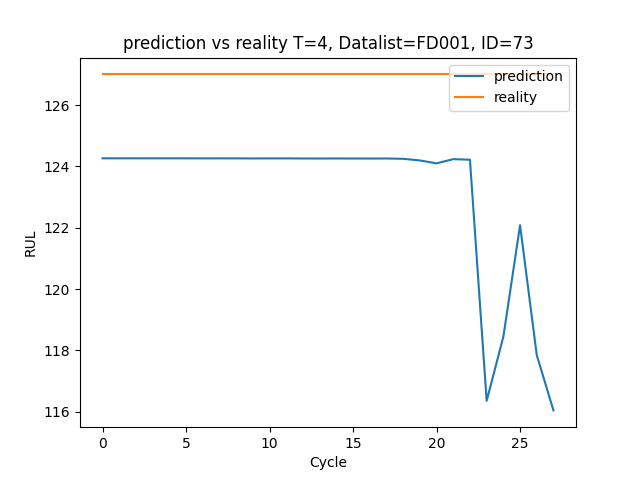 prediction vs reality T=4, Datalist=FD001, ID=73
prediction
reality
126
124
122
120
118
116
RUL
0 5 10 15 20 25
Cycle